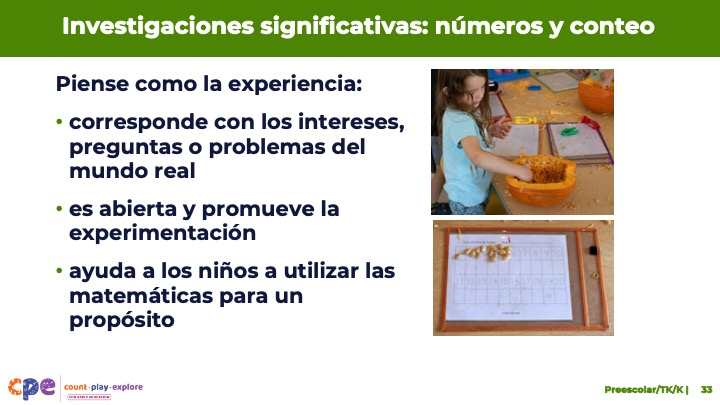 Investigaciones significativas: números y conteo
Piense como la experiencia:
• corresponde con los intereses,
preguntas o problemas del
mundo real
• es abierta y promueve la
experimentación
• ayuda a los niños a utilizar las
matemáticas para un
propósito
cpe
count·play·explore
Preescolar/TK/K | 33